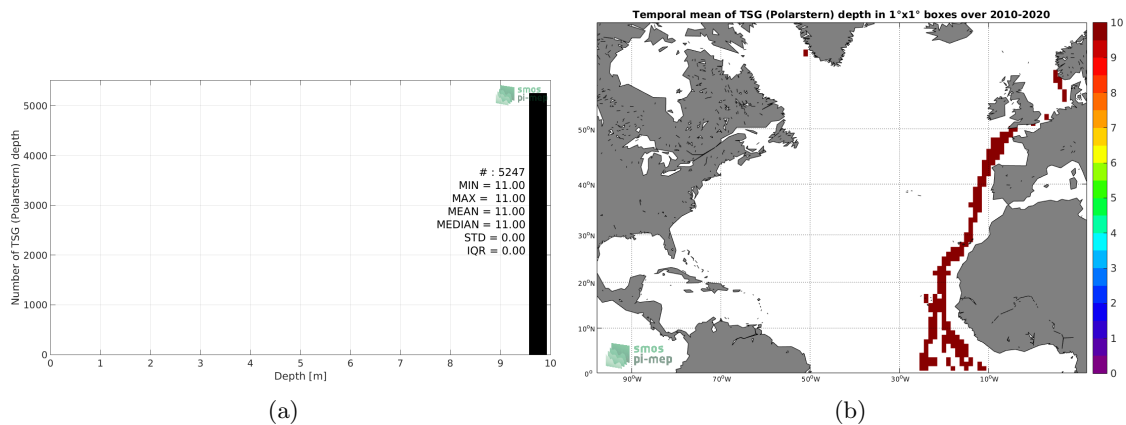 smos
pi-mep
Number of TSG (Polarstern) depth
5000
4000
3000
2000
1000
0
# : 5247
MIN = 11.00
MAX = 11.00
MEAN = 11.00
MEDIAN = 11.00
STD = 0.00
IQR = 0.00
0 1 2 3 4 5 6 7 8 9 10
Depth [m]
(a)
Temporal mean of TSG (Polarstern) depth in 1°x1° boxes over 2010-2020
50°N
40°N
30°N
20°N
10°N
0°
90°W 70°W 50°W 30°W 10°W
smos
pi-mep
10
9
8
7
6
5
4
3
2
1
0
(b)